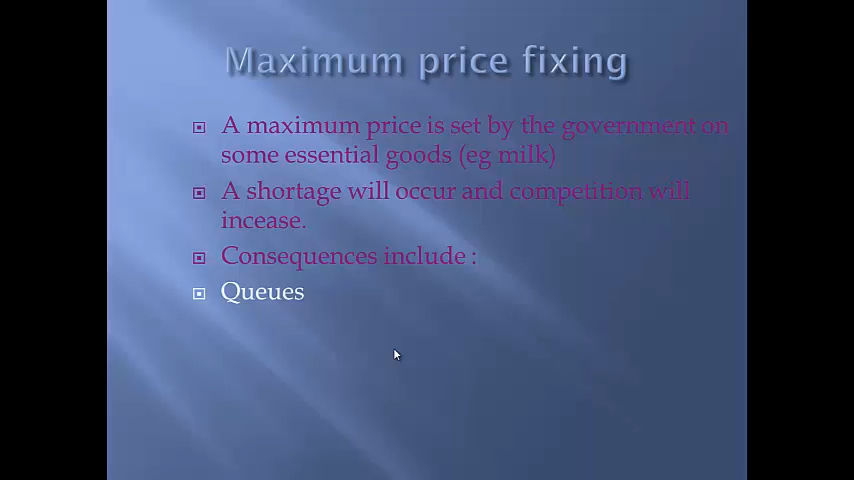 Maximum price fixing
A maximum price is set by the government on
some essential goods (eg milk)
A shortage will occur and competition will
incease.
Consequences include :
Queues